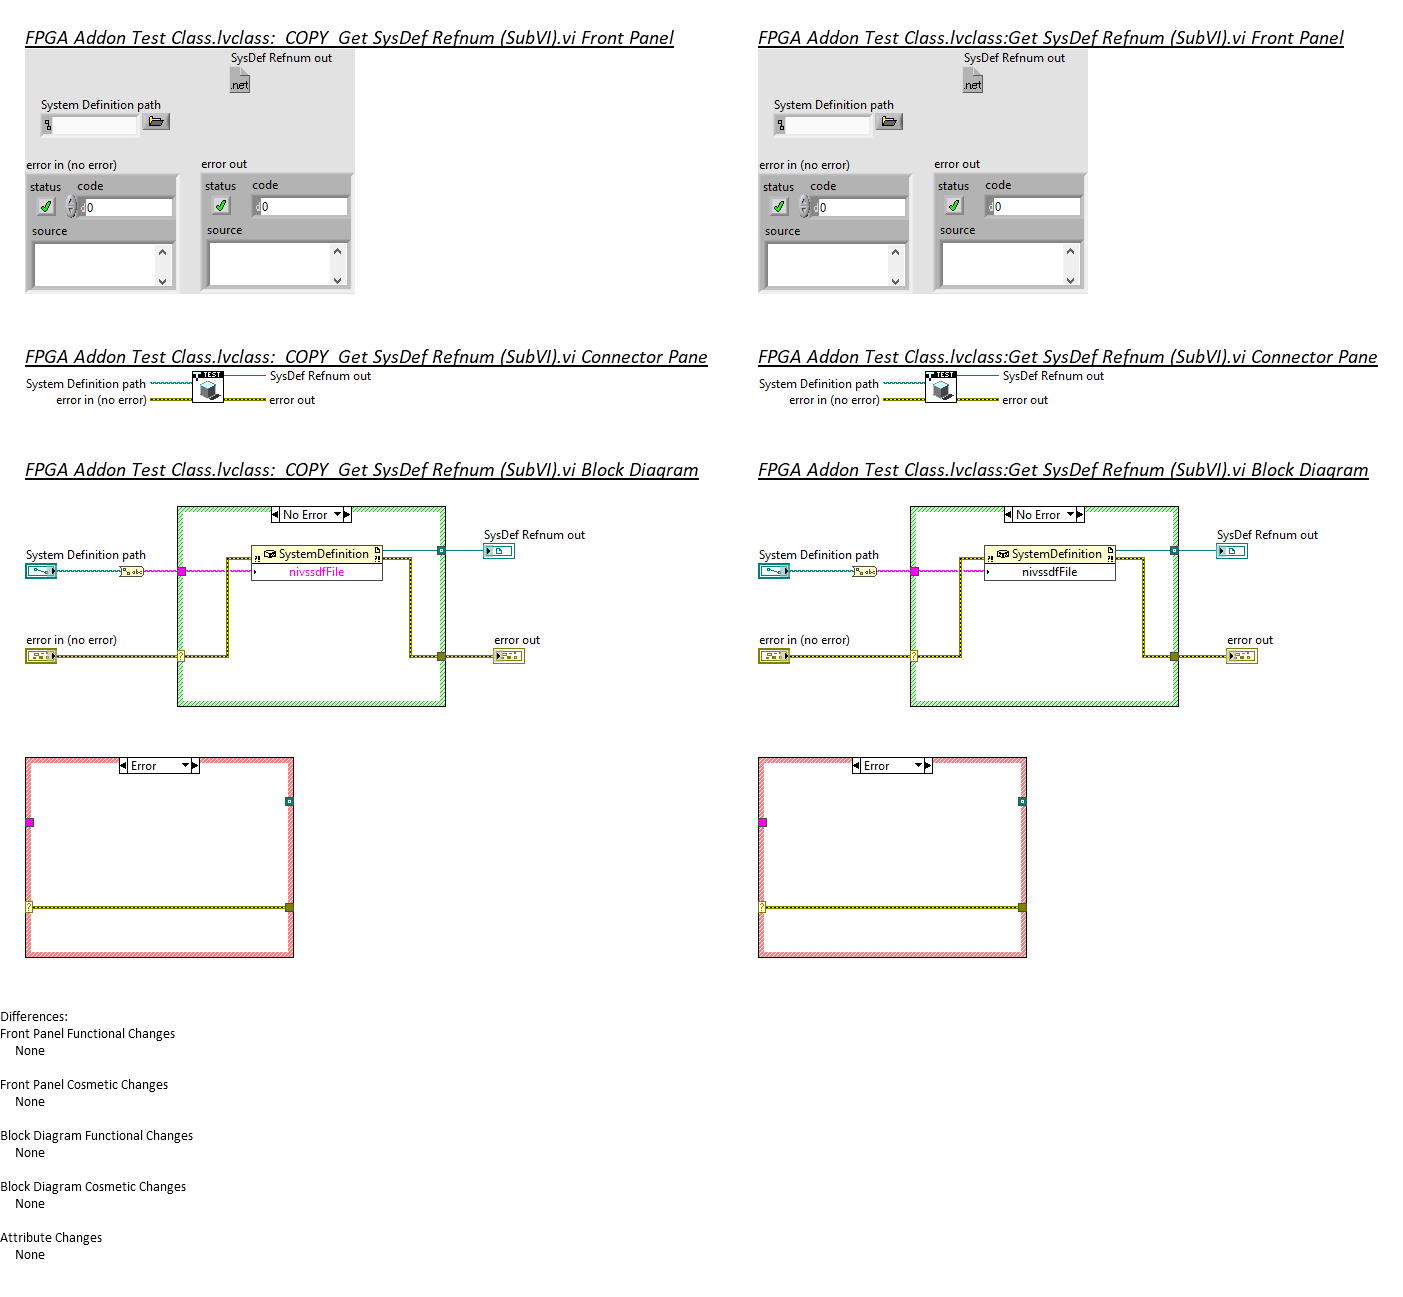 FPGA Addon Test Class.lvclass:_COPY_Get SysDef Refnum (SubVI).vi Front Panel
SysDef Refnum out
.net
System Definition path
error in (no error)
error out
status
code
0
status
code
0
source
source
FPGA Addon Test Class.lvclass:Get SysDef Refnum (SubVI).vi Front Panel
SysDef Refnum out
.net
System Definition path
error in (no error)
error out
status
code
0
status
code
0
source
source
FPGA Addon Test Class.lvclass:_COPY_Get SysDef Refnum (SubVI).vi Connector Pane
System Definition path
error in (no error)
TEST
SysDef Refnum out
error out
FPGA Addon Test Class.lvclass:Get SysDef Refnum (SubVI).vi Connector Pane
System Definition path
error in (no error)
TEST
SysDef Refnum out
error out
FPGA Addon Test Class.lvclass:_COPY_Get SysDef Refnum (SubVI).vi Block Diagram
No Error
SysDef Refnum out
System Definition path
abc
SystemDefinition
nivssdfFile
error in (no error)
?
error out
Error
?
FPGA Addon Test Class.lvclass:Get SysDef Refnum (SubVI).vi Block Diagram
No Error
SysDef Refnum out
System Definition path
abc
SystemDefinition
nivssdfFile
error in (no error)
?
error out
Error
?
Differences:
Front Panel Functional Changes
None
Front Panel Cosmetic Changes
None
Block Diagram Functional Changes
None
Block Diagram Cosmetic Changes
None
Attribute Changes
None